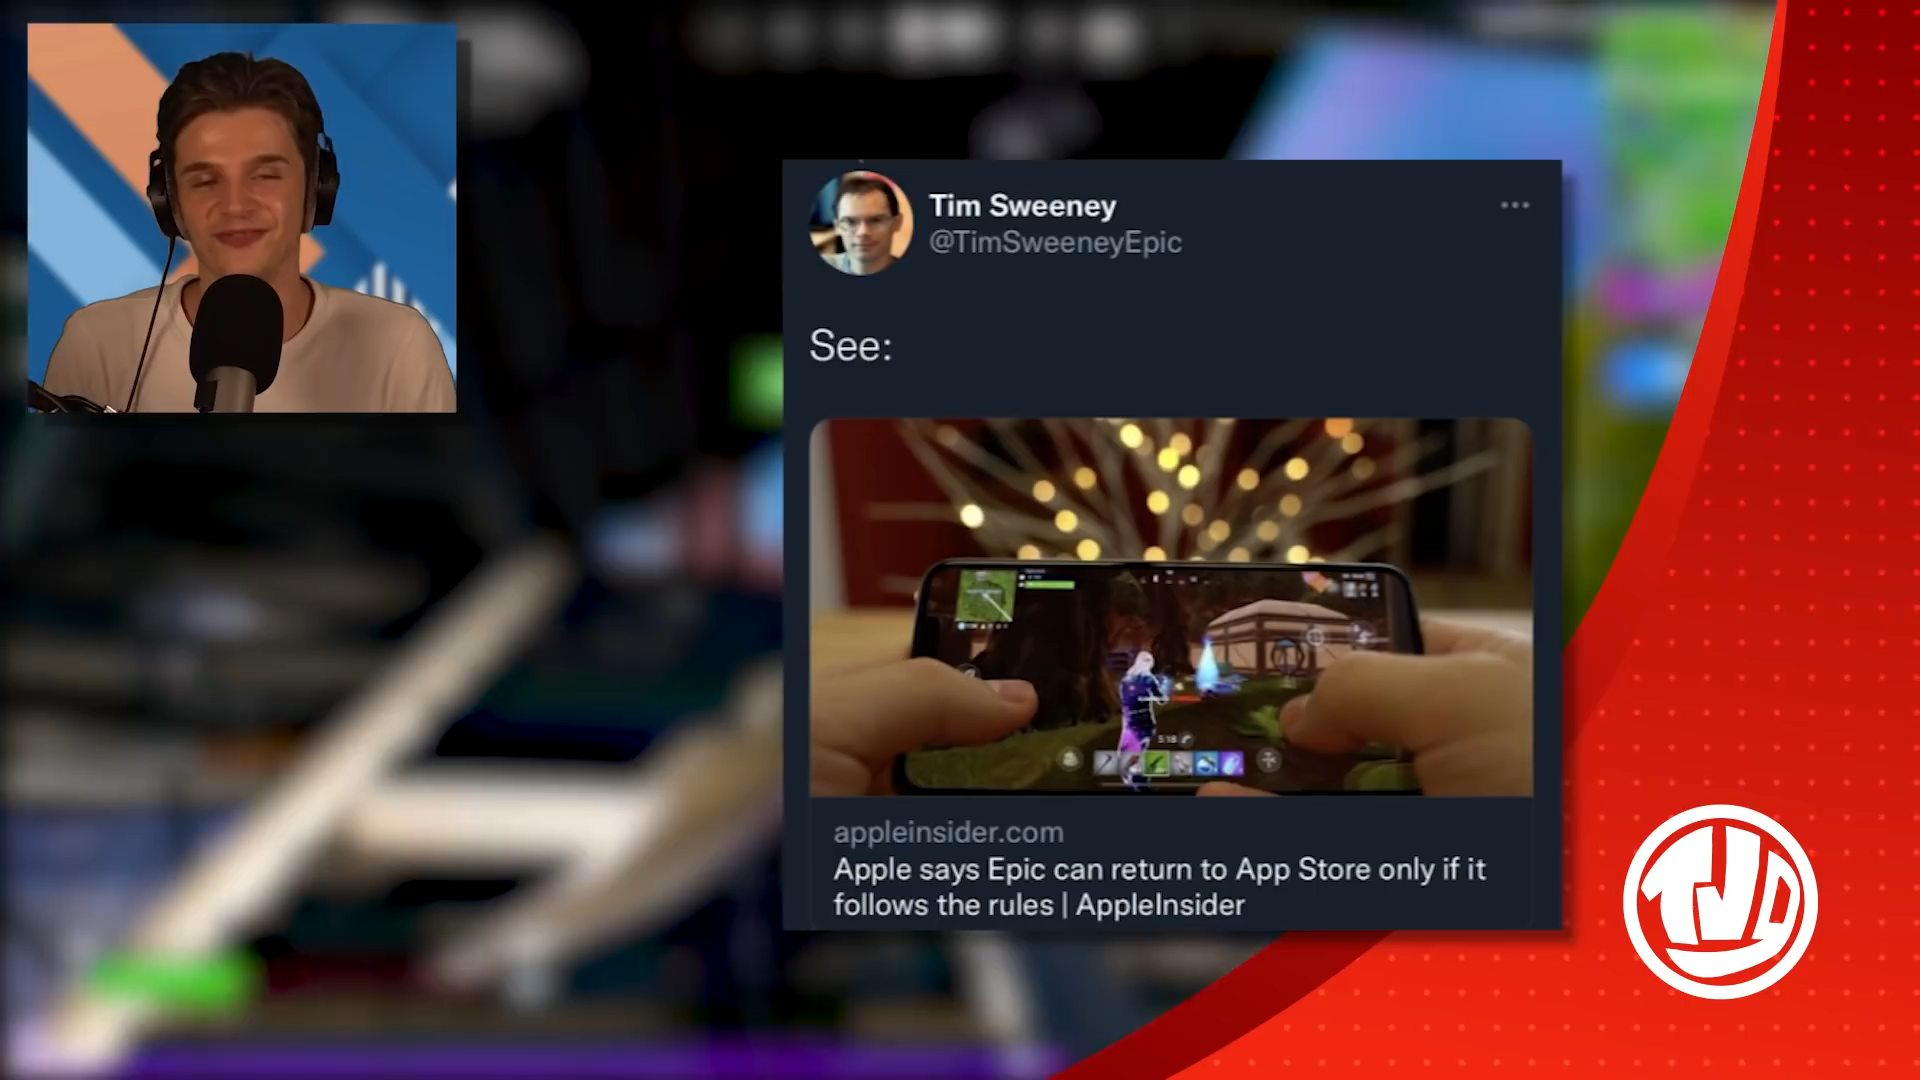 Tim Sweeney
@TimSweeneyEpic
See:
appleinsider.com
Apple says Epic can return to App Store only if it
follows the rules | AppleInsider